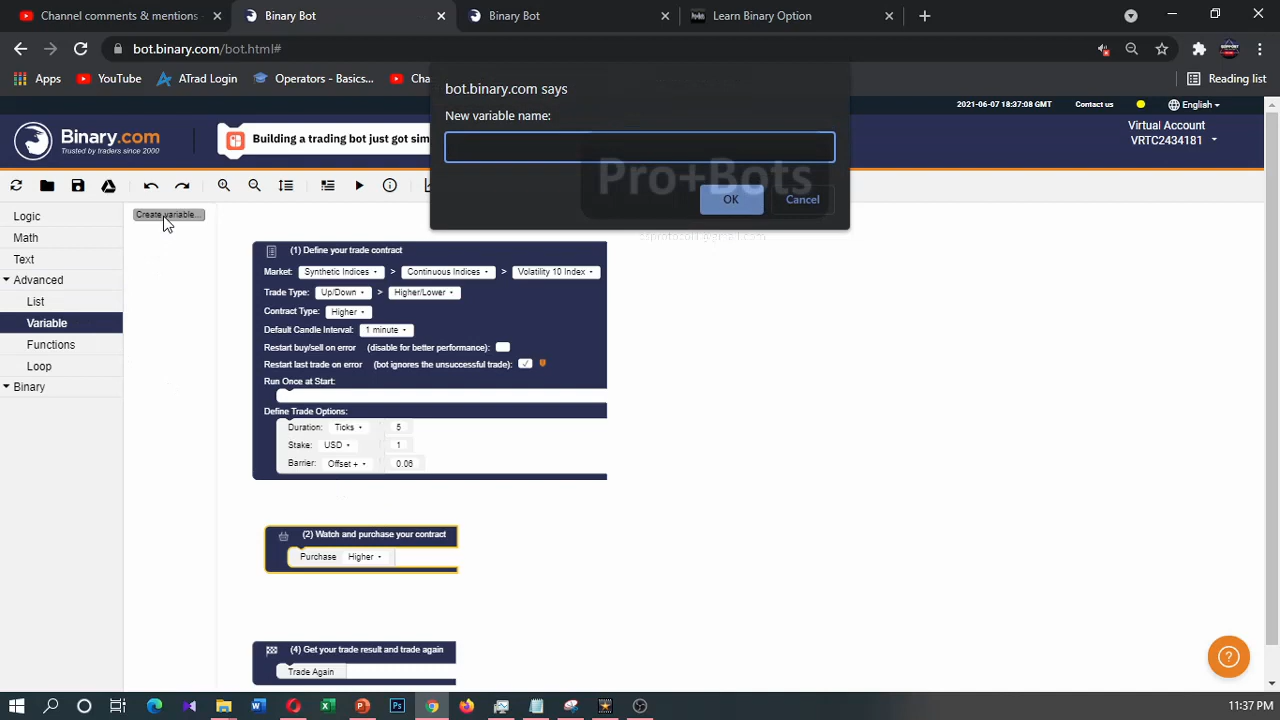 Channel comments & mentions
Binary Bot
Binary Bot
Learn Binary Option
bot.binary.com/bot.html#
Apps
YouTube
ATrad Login
Operators - Basics...
Reading list
bot.binary.com says
New variable name:
OK
Cancel
Pro+Bots
2021-06-07 18:37:08 GMT
Contact us
English
Binary.com
Trusted by traders since 2000
Building a trading bot just got sim
Virtual Account
VRTC2434181
Logic
Math
Text
Advanced
List
Variable
Functions
Loop
Binary
Create variable...
(1) Define your trade contract
Market: Synthetic Indices > Continuous Indices > Volatility 10 Index
Trade Type: Up/Down > Higher/Lower
Contract Type: Higher
Default Candle Interval: 1 minute
Restart buy/sell on error (disable for better performance):
Restart last trade on error (bot ignores the unsuccessful trade):
Run Once at Start:
Define Trade Options:
Duration: Ticks 5
Stake: USD 1
Barrier: Offset + 0.06
(2) Watch and purchase your contract
Purchase Higher
(4) Get your trade result and trade again
Trade Again
11:37 PM